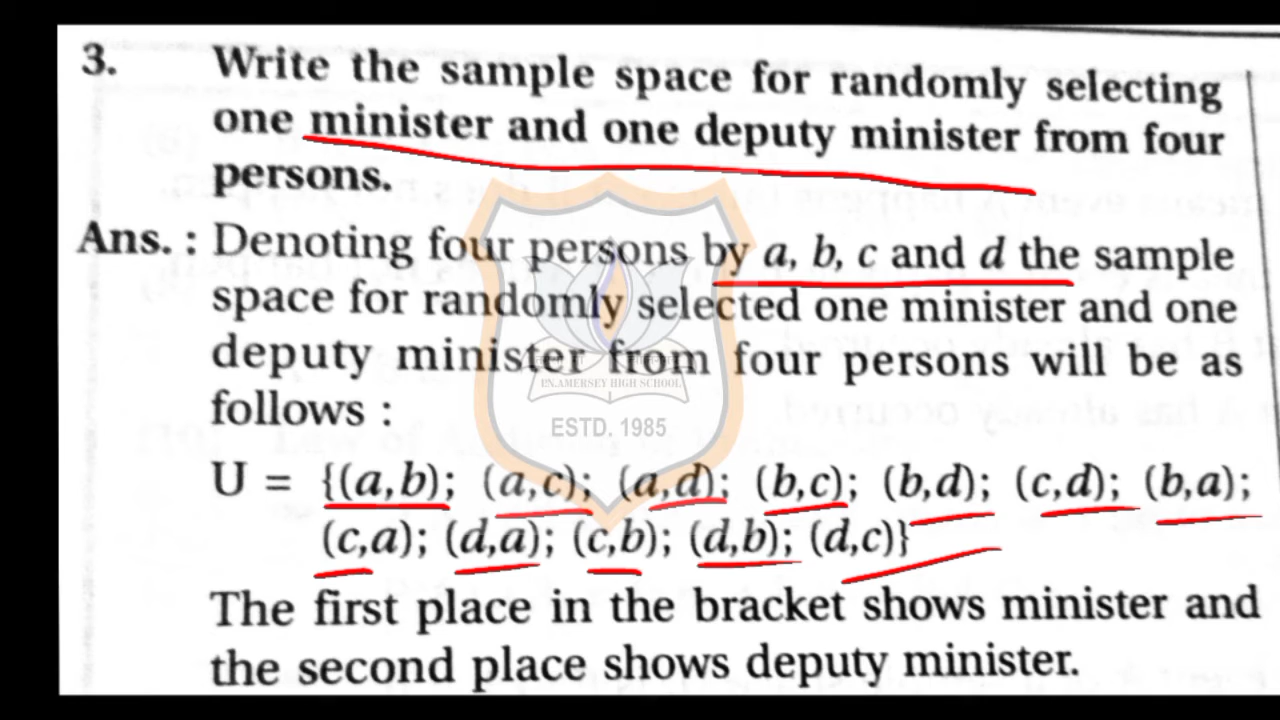 3. Write the sample space for randomly selecting
one minister and one deputy minister from four
persons.
Ans. : Denoting four persons by a, b, c and d the sample
space for randomly selected one minister and one
deputy minister from four persons will be as
follows :
U = {(a,b); (a,c); (a,d); (b,c); (b,d); (c,d); (b,a);
(c,a); (d,a); (c,b); (d,b); (d,c)}
The first place in the bracket shows minister and
the second place shows deputy minister.
P.N.AMERSEY HIGH SCHOOL
ESTD. 1985